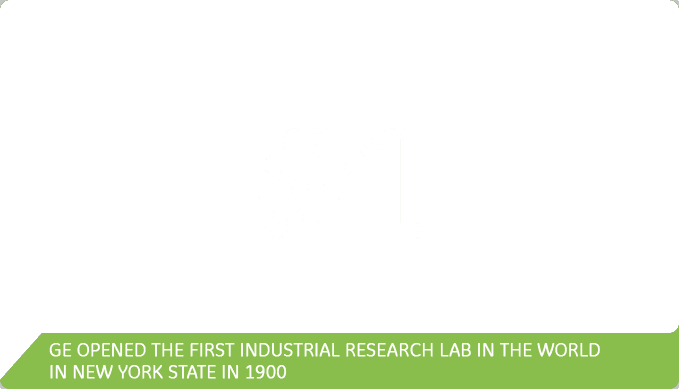 GE OPENED THE FIRST INDUSTRIAL RESEARCH LAB IN THE WORLD
IN NEW YORK STATE IN 1900